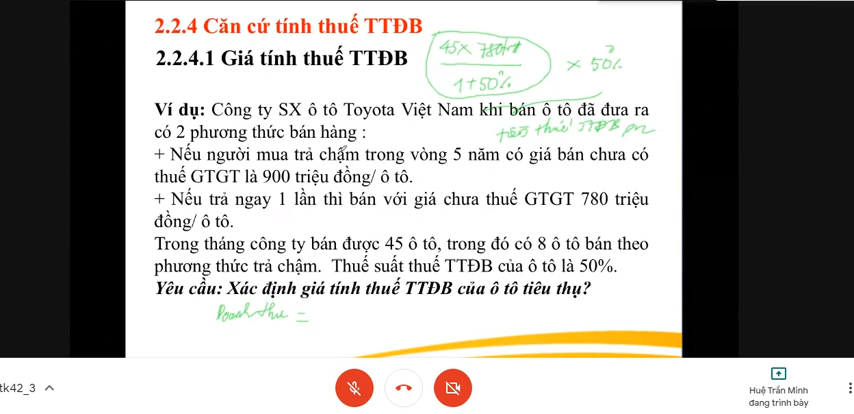 2.2.4 Căn cứ tính thuế TTĐB
2.2.4.1 Giá tính thuế TTĐB
45 x 780tr
1+50%
x 50%
Ví dụ: Công ty SX ô tô Toyota Việt Nam khi bán ô tô đã đưa ra
có 2 phương thức bán hàng :
tiền thuế TTĐB pn
+ Nếu người mua trả chậm trong vòng 5 năm có giá bán chưa có
thuế GTGT là 900 triệu đồng/ ô tô.
+ Nếu trả ngay 1 lần thì bán với giá chưa thuế GTGT 780 triệu
đồng/ ô tô.
Trong tháng công ty bán được 45 ô tô, trong đó có 8 ô tô bán theo
phương thức trả chậm. Thuế suất thuế TTĐB của ô tô là 50%.
Yêu cầu: Xác định giá tính thuế TTĐB của ô tô tiêu thụ?
Doanh thu =
tk42_3
Huệ Trần Minh
đang trình bày